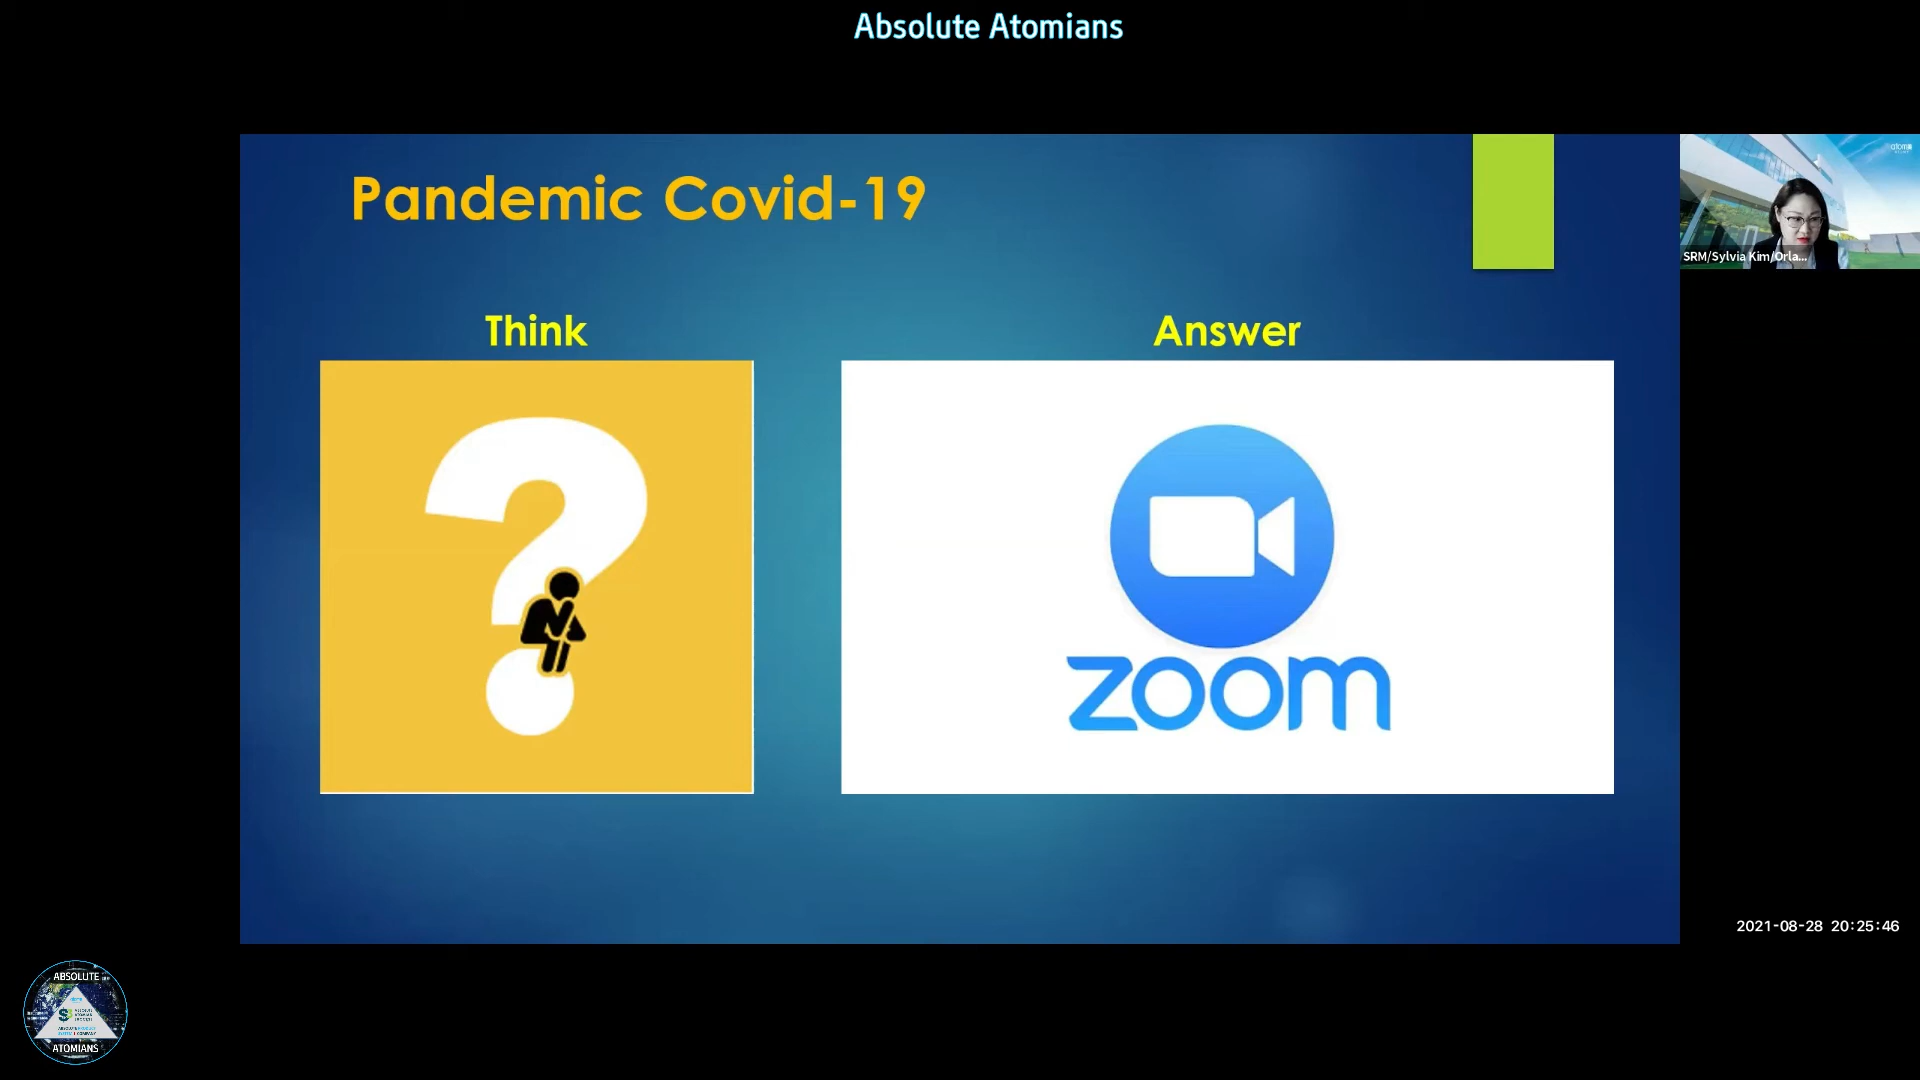 Absolute Atomians
Pandemic Covid-19
Think
Answer
zoom
SRM/Sylvia Kim/Orla...
2021-08-28 20:25:46
ABSOLUTE
ATOMIANS